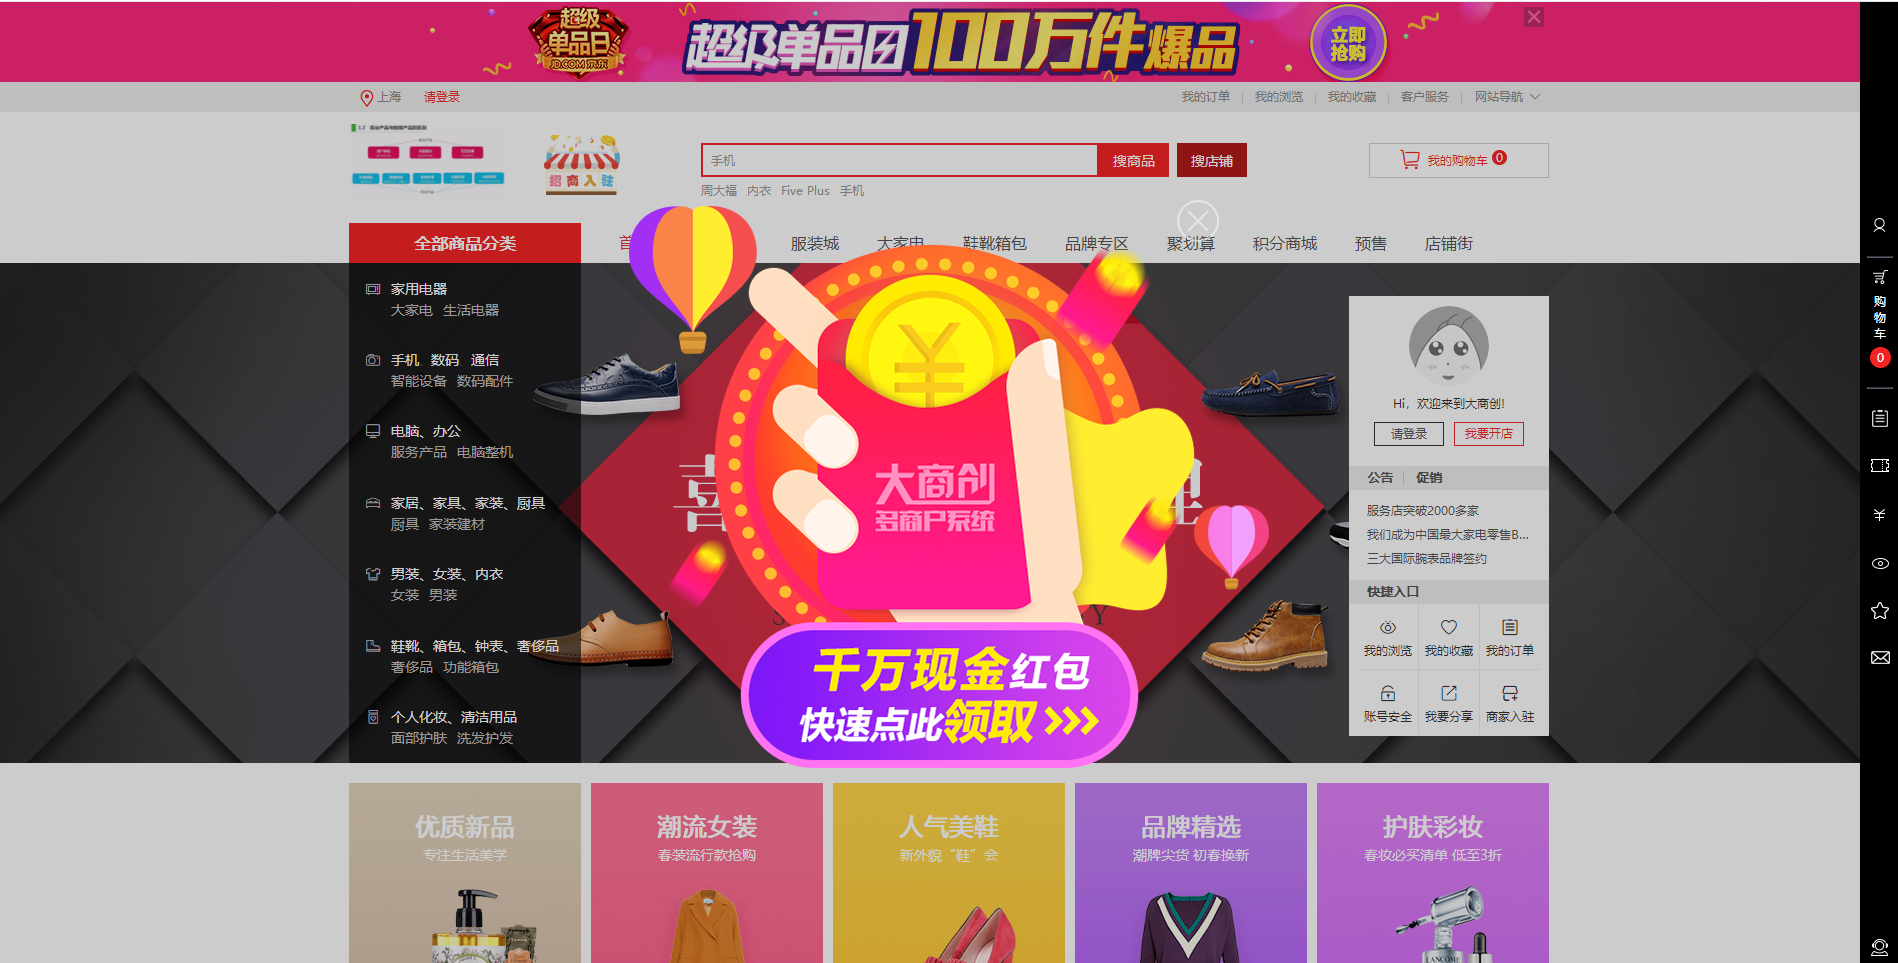 超级
单品日
JD.COM 京东
超级单品日100万件爆品
立即
抢购
上海 请登录
我的订单 我的浏览 我的收藏 客户服务 网站导航
招商入驻
手机
搜商品
搜店铺
我的购物车 0
周大福 内衣 Five Plus 手机
全部商品分类
首
服装城 大家电 鞋靴箱包 品牌专区 聚划算 积分商城 预售 店铺街
家用电器
大家电 生活电器
手机 数码 通信
智能设备 数码配件
电脑、办公
服务产品 电脑整机
家居、家具、家装、厨具
厨具 家装建材
男装、女装、内衣
女装 男装
鞋靴、箱包、钟表、奢侈品
奢侈品 功能箱包
个人化妆、清洁用品
面部护肤 洗发护发
喜
大商创
多商户系统
千万现金红包
快速点此领取
Hi，欢迎来到大商创!
请登录
我要开店
公告 促销
服务店突破2000多家
我们成为中国最大家电零售B...
三大国际腕表品牌签约
快捷入口
我的浏览 我的收藏 我的订单
账号安全 我要分享 商家入驻
购物车
0
优质新品
专注生活美学
潮流女装
春装流行款抢购
人气美鞋
新外貌“鞋”会
品牌精选
潮牌尖货 初春换新
护肤彩妆
春妆必买清单 低至3折
LANCOME